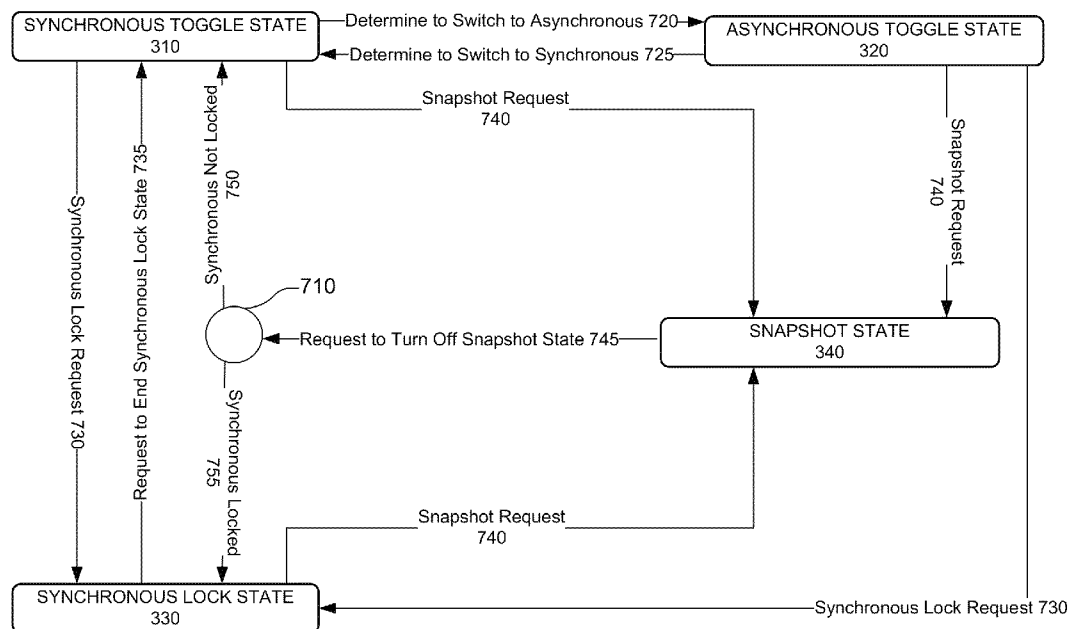 SYNCHRONOUS TOGGLE STATE
310
Determine to Switch to Asynchronous 720
Determine to Switch to Synchronous 725
ASYNCHRONOUS TOGGLE STATE
320
Snapshot Request
740
Snapshot Request
740
Synchronous Lock Request 730
Request to End Synchronous Lock State 735
Synchronous Not Locked
750
710
Request to Turn Off Snapshot State 745
SNAPSHOT STATE
340
Synchronous Locked
755
Snapshot Request
740
SYNCHRONOUS LOCK STATE
330
Synchronous Lock Request 730